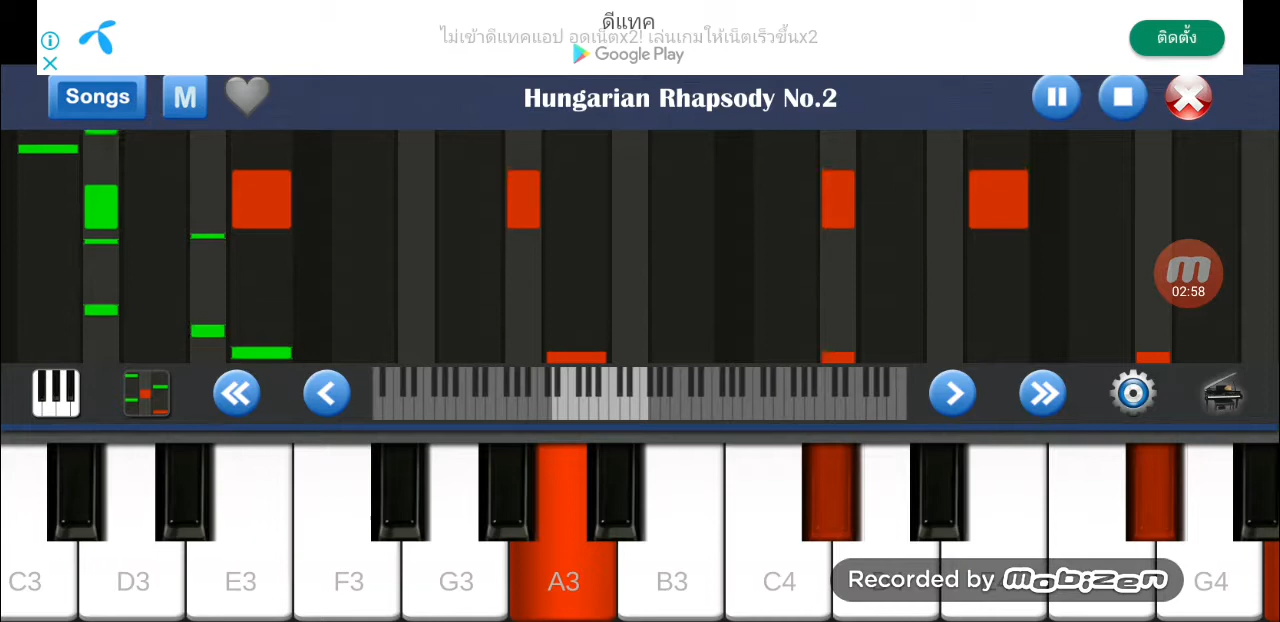 ดีแทค
ไม่เข้าดีแทคแอป อดเน็ตx2! เล่นเกมให้เน็ตเร็วขึ้นx2
Google Play
ติดตั้ง
Songs
M
Hungarian Rhapsody No.2
02:58
C3
D3
E3
F3
G3
A3
B3
C4
G4
Recorded by mobizen